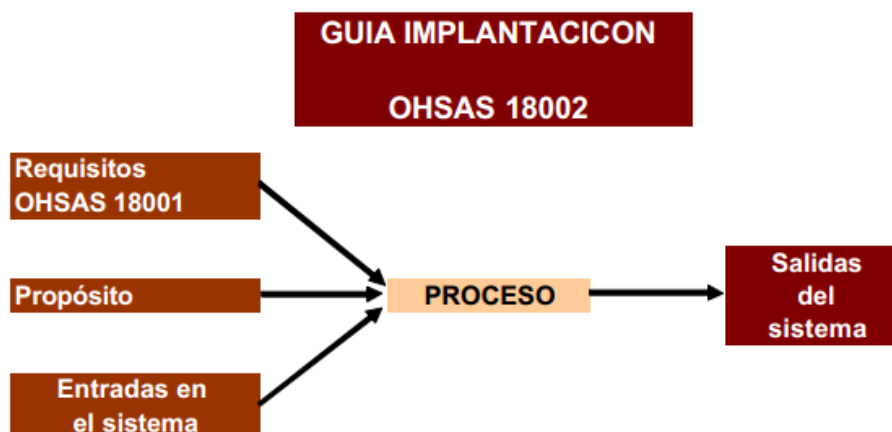 GUIA IMPLANTACICON
OHSAS 18002
Requisitos
OHSAS 18001
Propósito
PROCESO
Salidas
del
sistema
Entradas en
el sistema